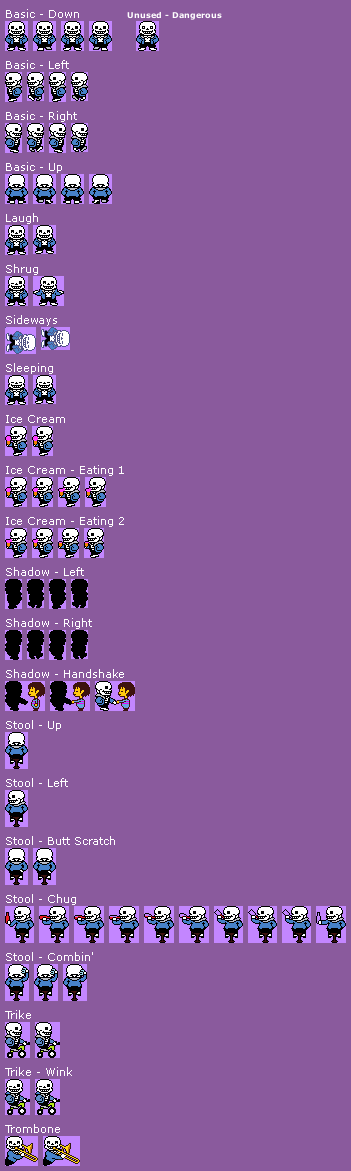 Basic - Down
Unused - Dangerous
Basic - Left
Basic - Right
Basic - Up
Laugh
Shrug
Sideways
Sleeping
Ice Cream
Ice Cream - Eating 1
Ice Cream - Eating 2
Shadow - Left
Shadow - Right
Shadow - Handshake
Stool - Up
Stool - Left
Stool - Butt Scratch
Stool - Chug
Stool - Combin'
Trike
Trike - Wink
Trombone